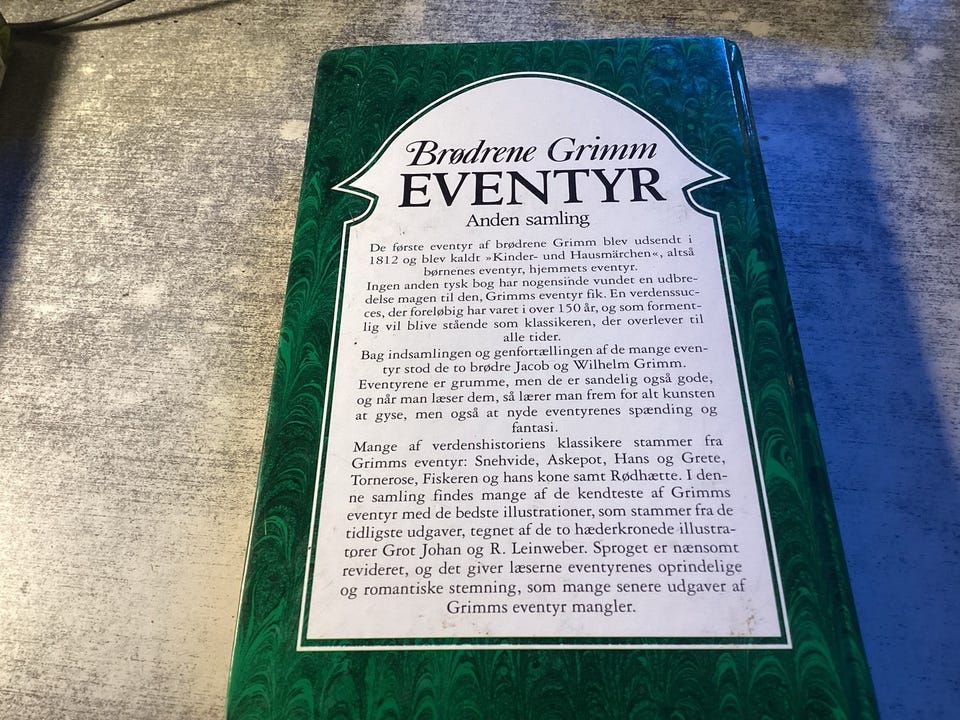 Brødrene Grimm
EVENTYR
Anden samling
De første eventyr af brødrene Grimm blev udsendt i
1812 og blev kaldt »Kinder- und Hausmärchen«, altså
børnenes eventyr, hjemmets eventyr.
Ingen anden tysk bog har nogensinde vundet en udbre-
delse magen til den, Grimms eventyr fik. En verdenssuc-
ces, der foreløbig har varet i over 150 år, og som forment-
lig vil blive stående som klassikeren, der overlever til
alle tider.
Bag indsamlingen og genfortællingen af de mange even-
tyr stod de to brødre Jacob og Wilhelm Grimm.
Eventyrene er grumme, men de er sandelig også gode,
og når man læser dem, så lærer man frem for alt kunsten
at gyse, men også at nyde eventyrenes spænding og
fantasi.
Mange af verdenshistoriens klassikere stammer fra
Grimms eventyr: Snehvide, Askepot, Hans og Grete,
Tornerose, Fiskeren og hans kone samt Rødhætte. I den-
ne samling findes mange af de kendteste af Grimms
eventyr med de bedste illustrationer, som stammer fra de
tidligste udgaver, tegnet af de to hæderkronede illustra-
tører Grot Johan og R. Leinweber. Sproget er nænsomt
revideret, og det giver læserne eventyrenes oprindelige
og romantiske stemning, som mange senere udgaver af
Grimms eventyr mangler.